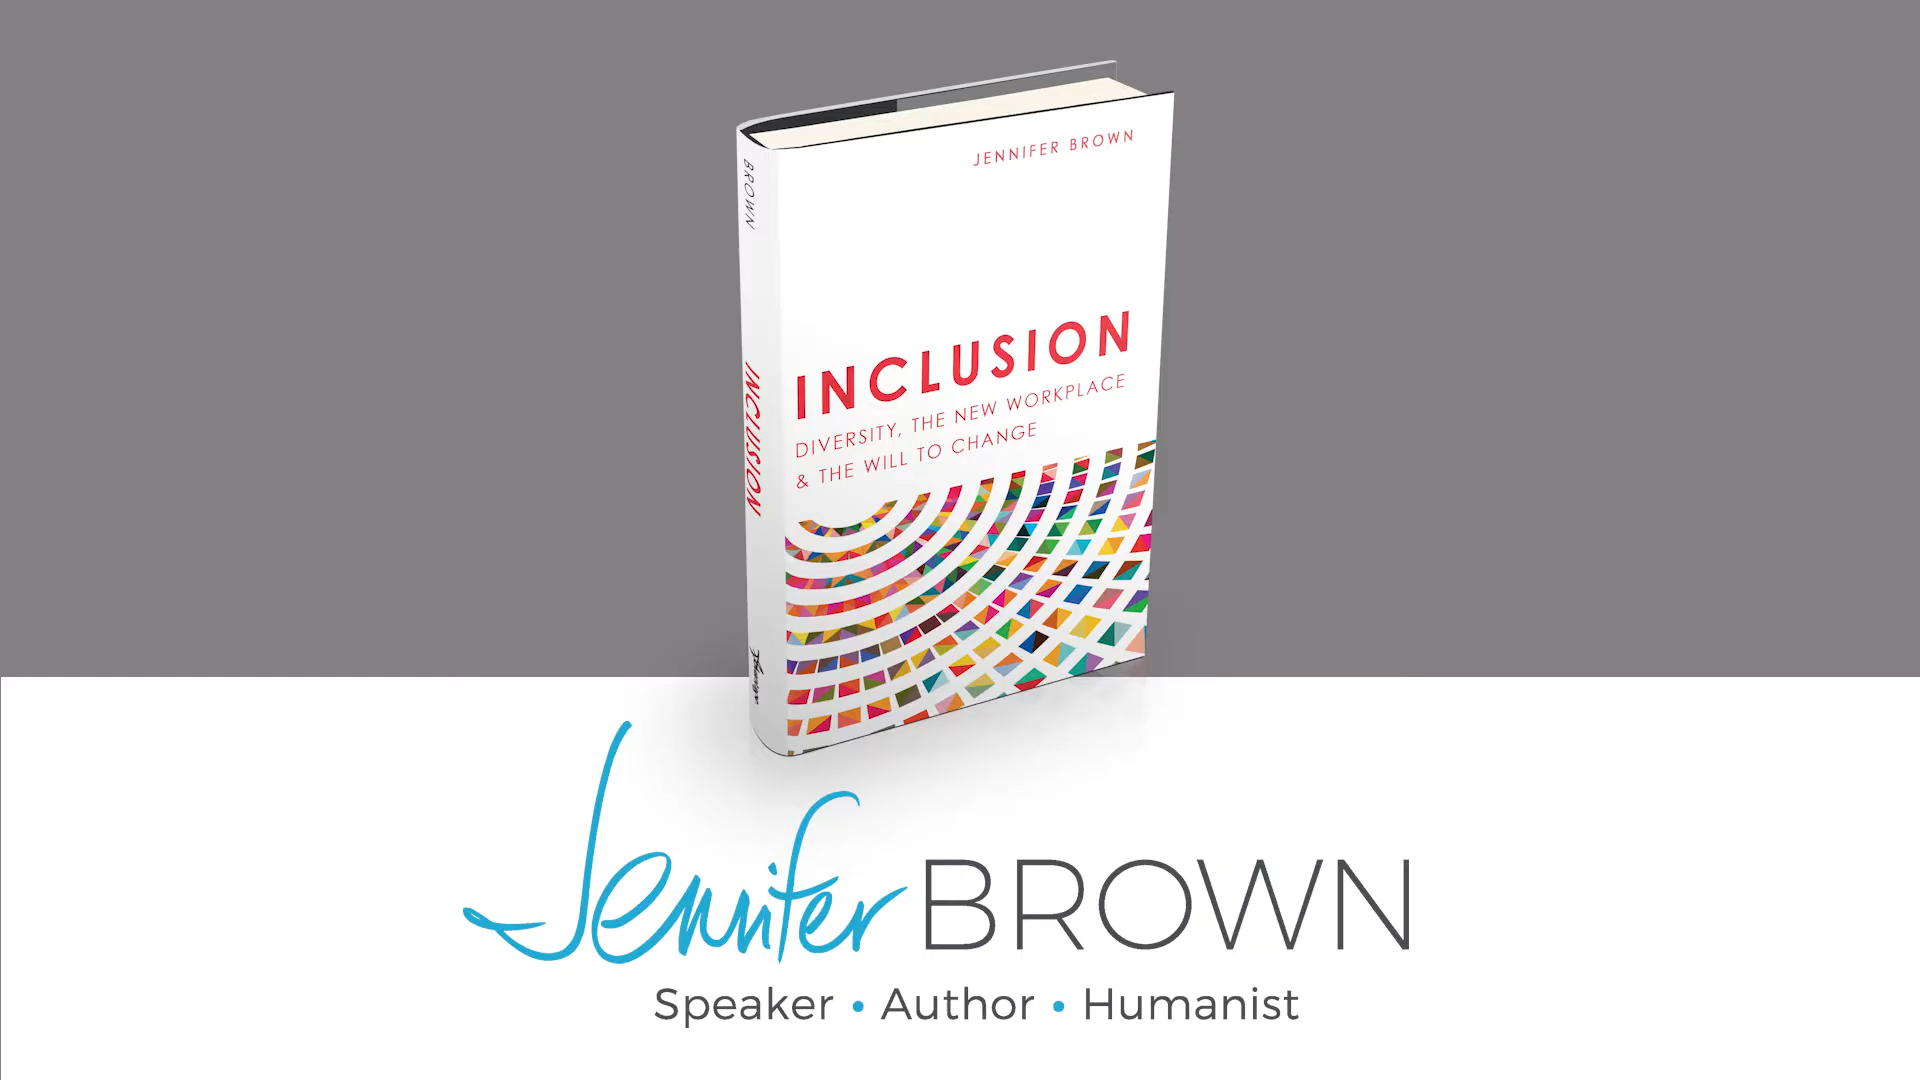 JENNIFER BROWN
BROWN
INCLUSION
INCLUSION
DIVERSITY, THE NEW WORKPLACE
& THE WILL TO CHANGE
Jennifer BROWN
Speaker • Author • Humanist